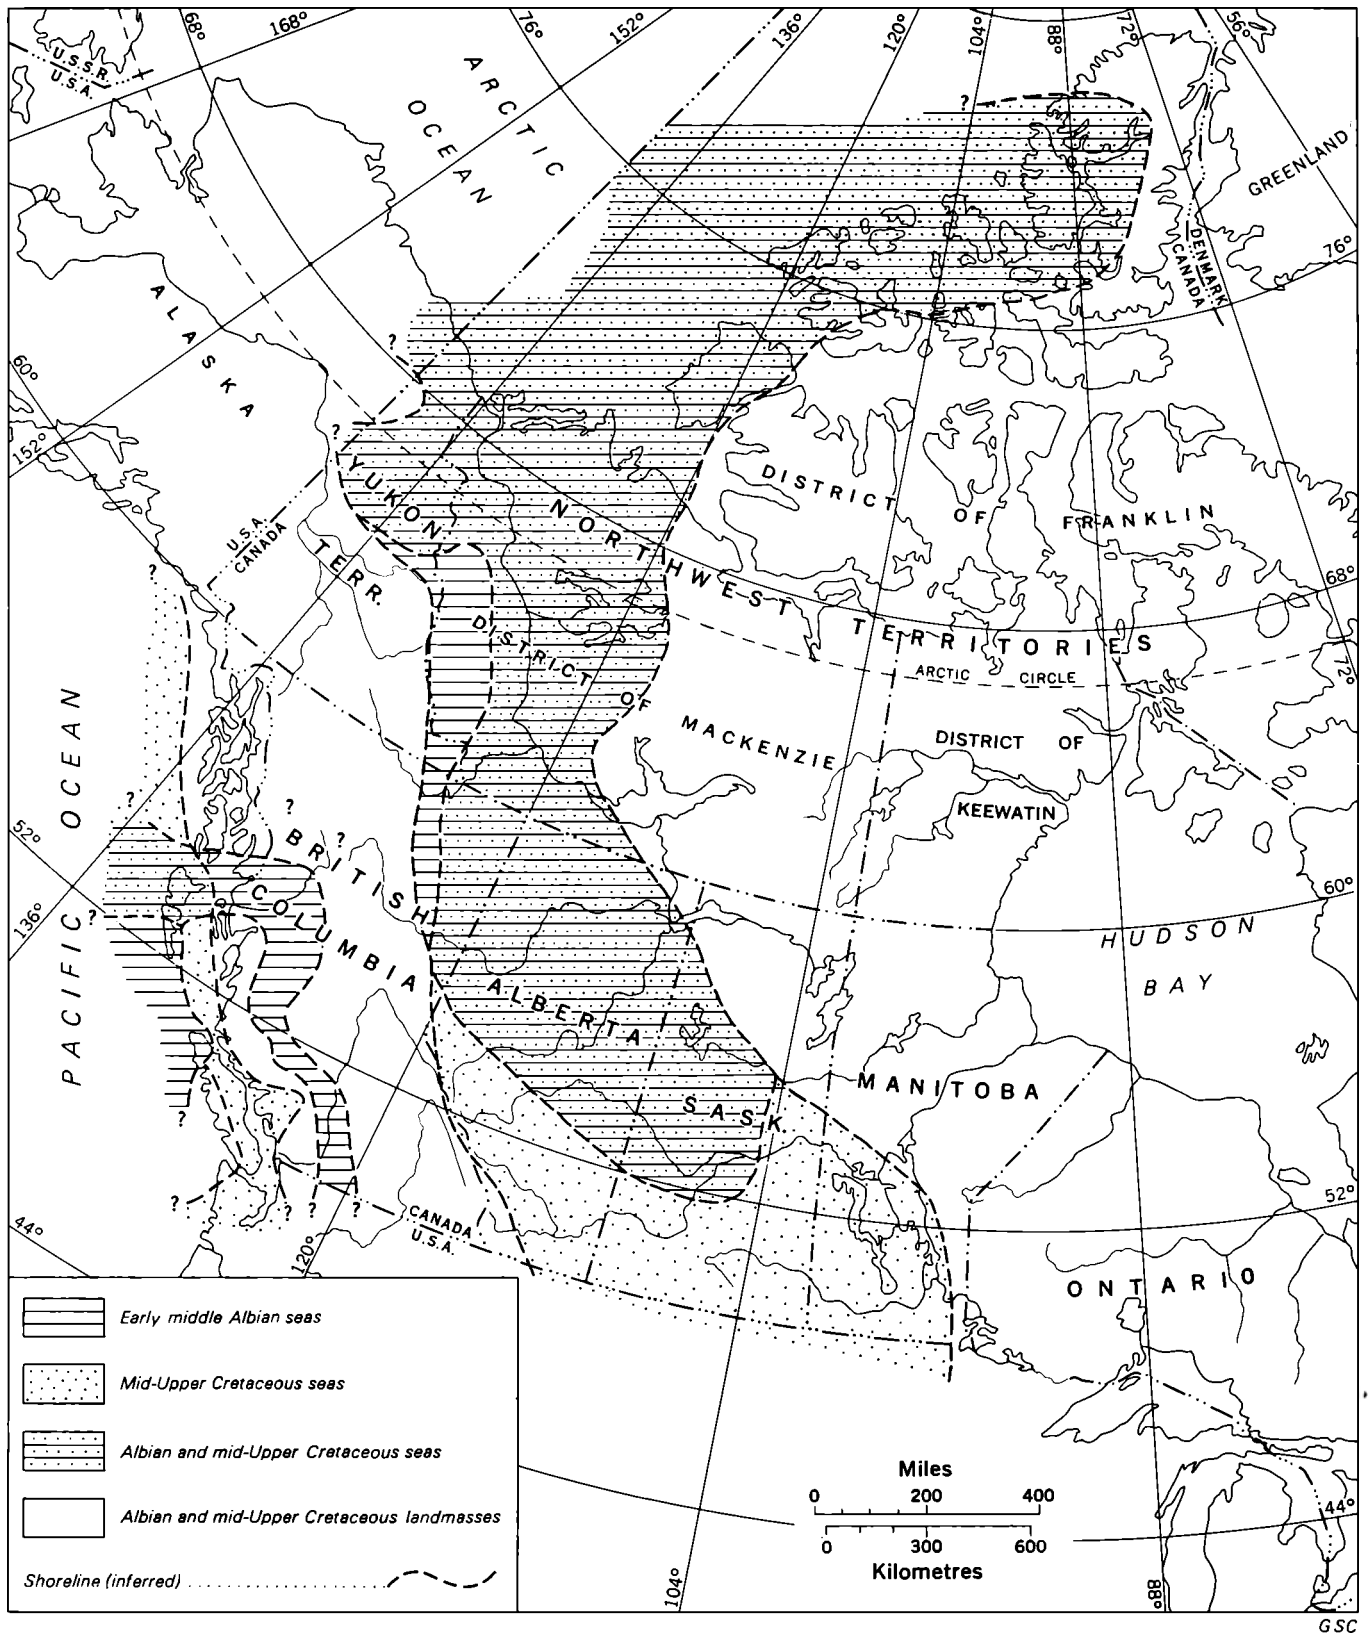 68°
168°
76°
152°
136°
120°
104°
88°
72°
56°
U.S.S.R.
U.S.A.
ARCTIC
OCEAN
?
GREENLAND
DENMARK
CANADA
76°
ALASKA
?
60°
152°
?
YUKON
TERR.
U.S.A.
CANADA
DISTRICT OF FRANKLIN
NORTHWEST TERRITORIES
68°
72°
ARCTIC CIRCLE
?
DISTRICT OF MACKENZIE
DISTRICT OF
KEEWATIN
PACIFIC OCEAN
?
?
?
52°
136°
?
BRITISH
COLUMBIA
60°
HUDSON
BAY
ALBERTA
SASK.
MANITOBA
?
?
?
?
?
52°
44°
CANADA
U.S.A.
120°
ONTARIO
Early middle Albian seas
Mid-Upper Cretaceous seas
Albian and mid-Upper Cretaceous seas
Albian and mid-Upper Cretaceous landmasses
Shoreline (inferred)
Miles
0 200 400
0 300 600
Kilometres
44°
104°
88°
GSC